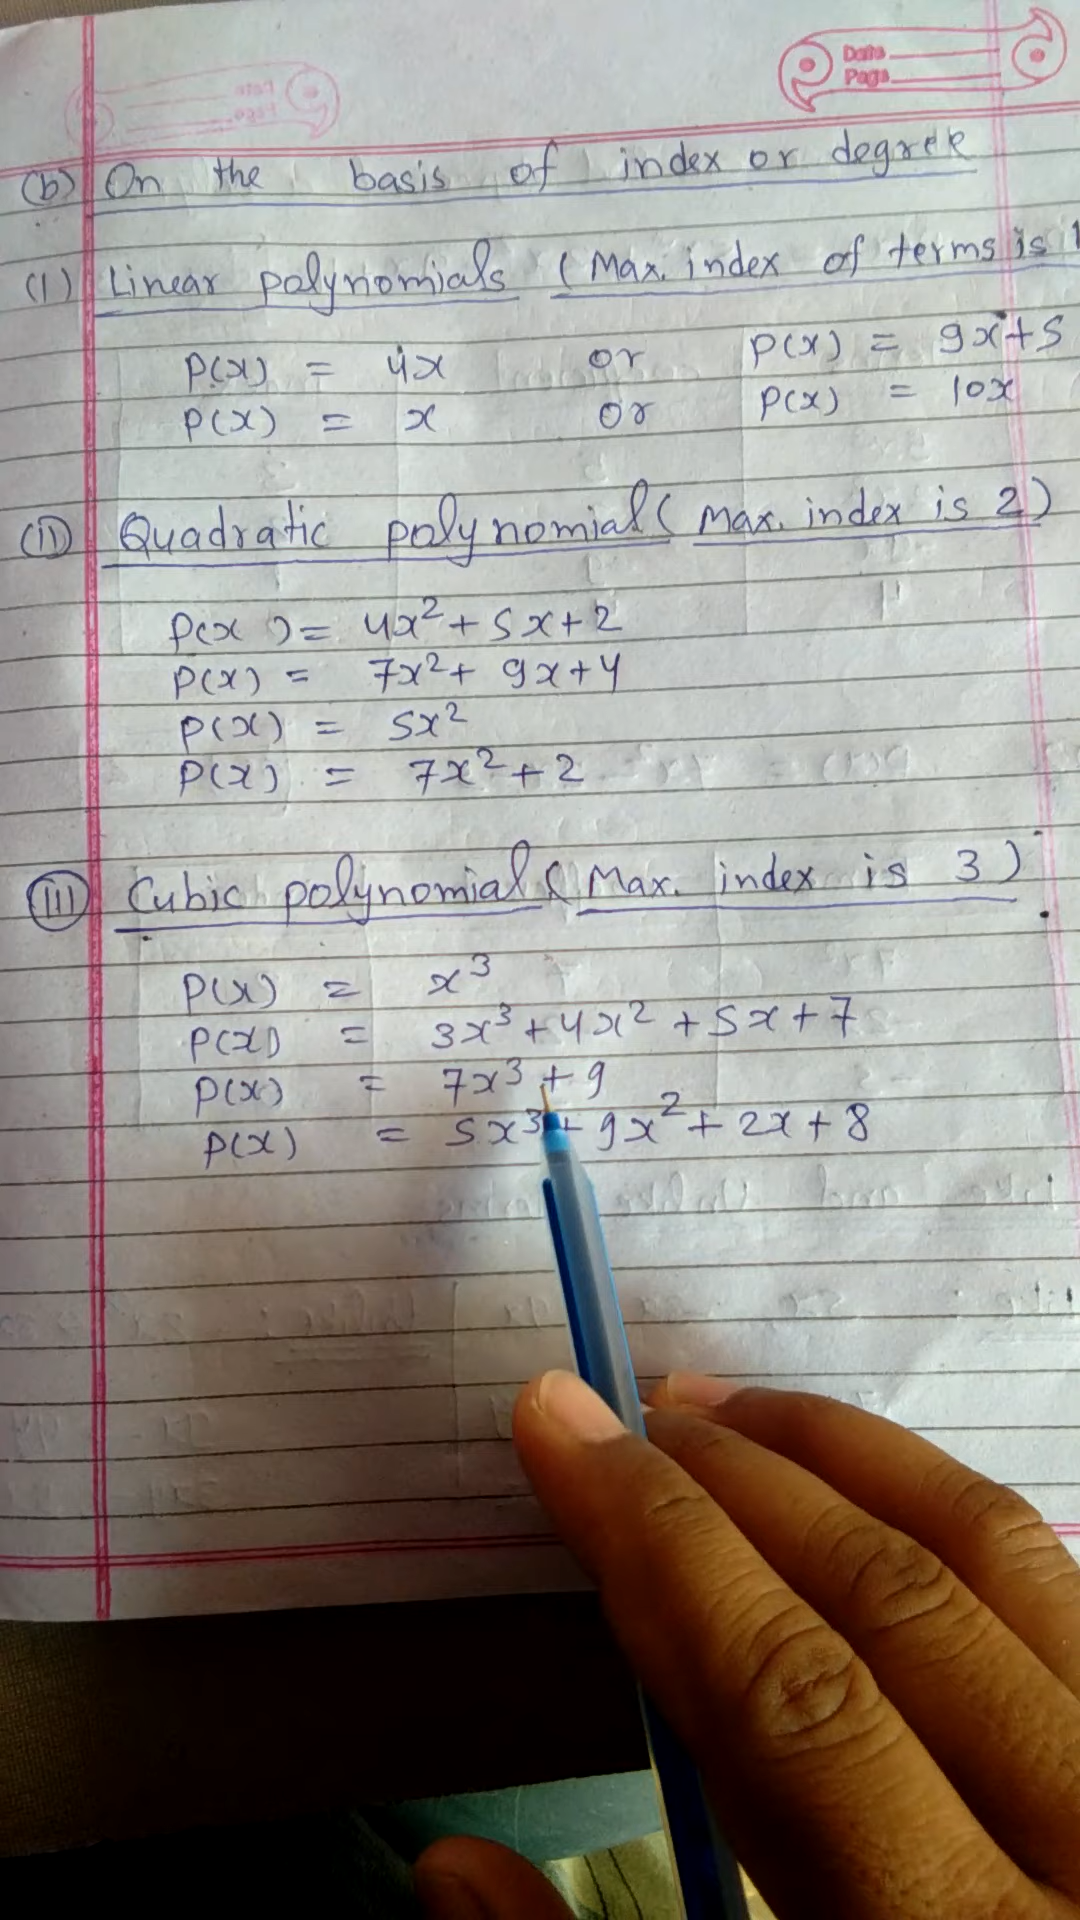 Date
Page
(b) On the basis of index or degree
(1) Linear polynomials (Max. index of terms is 1
P(x) = 4x or P(x) = 9x+5
P(x) = x or P(x) = 10x
(ii) Quadratic polynomial (Max. index is 2)
P(x) = 4x²+5x+2
P(x) = 7x²+ 9x+4
P(x) = 5x²
P(x) = 7x²+2
(iii) Cubic polynomial (Max. index is 3)
P(x) = x³
P(x) = 3x³+4x²+5x+7
P(x) = 7x³+9
P(x) = 5x³+9x²+2x+8